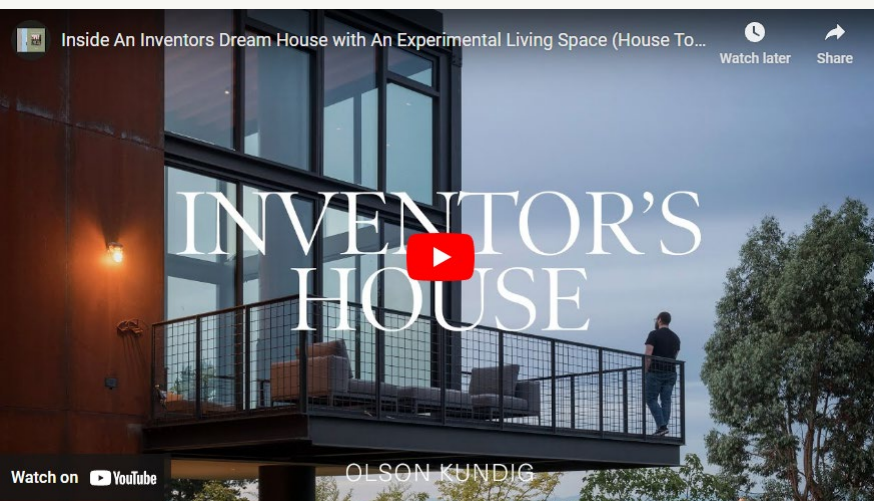 Inside An Inventors Dream House with An Experimental Living Space (House To...
Watch later
Share
INVENTOR'S
HOUSE
Watch on YouTube
OLSON KUNDIG